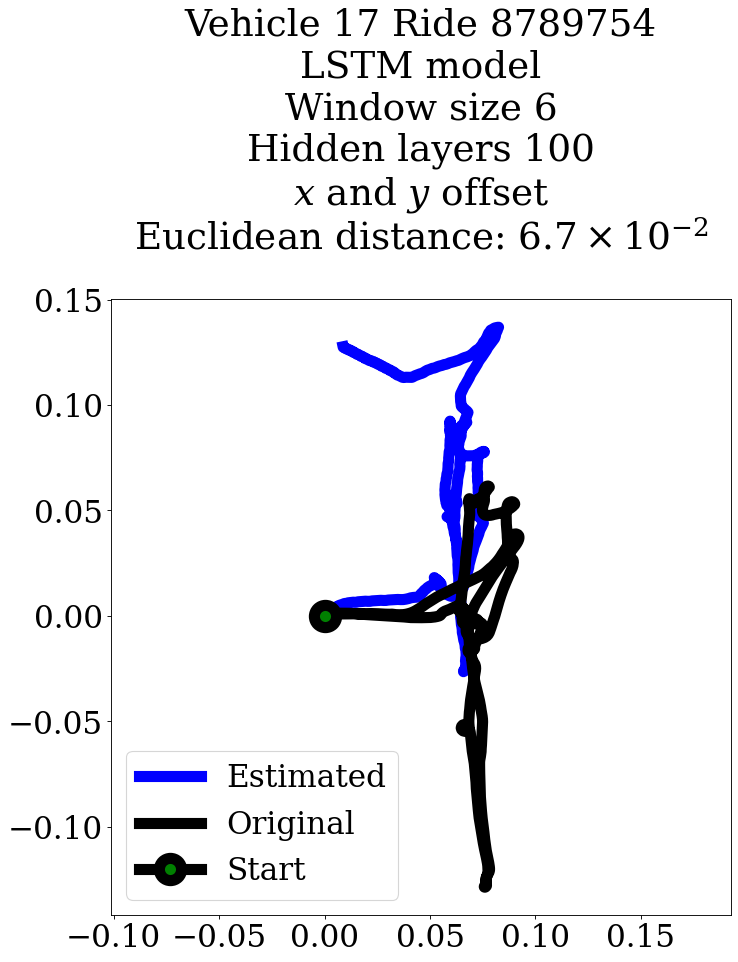 Vehicle 17 Ride 8789754
LSTM model
Window size 6
Hidden layers 100
x and y offset
Euclidean distance: 6.7 × 10⁻²
0.15
0.10
0.05
0.00
−0.05
−0.10
Estimated
Original
Start
−0.10 −0.05 0.00 0.05 0.10 0.15